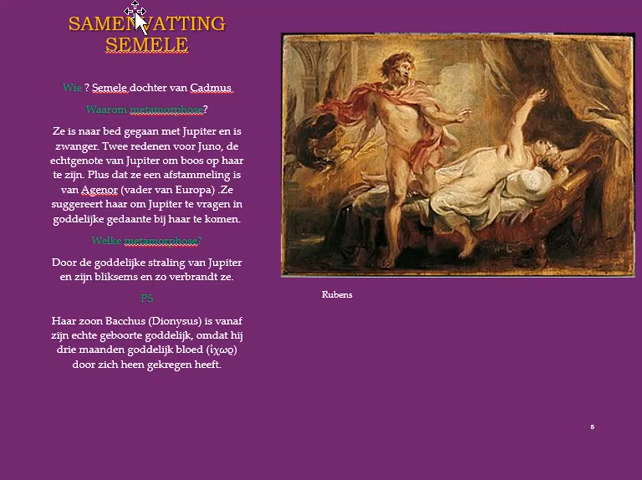 SAMENVATTING
SEMELE
Wie ? Semele dochter van Cadmus
Waarom metamorphose?
Ze is naar bed gegaan met Jupiter en is
zwanger. Twee redenen voor Juno, de
echtgenote van Jupiter om boos op haar
te zijn. Plus dat ze een afstammeling is
van Agenor (vader van Europa) .Ze
suggereert haar om Jupiter te vragen in
goddelijke gedaante bij haar te komen.
Welke metamorphose?
Door de goddelijke straling van Jupiter
en zijn bliksems en zo verbrandt ze.
PS
Haar zoon Bacchus (Dionysus) is vanaf
zijn echte geboorte goddelijk, omdat hij
drie maanden goddelijk bloed (ἰχωρ)
door zich heen gekregen heeft.
Rubens
8